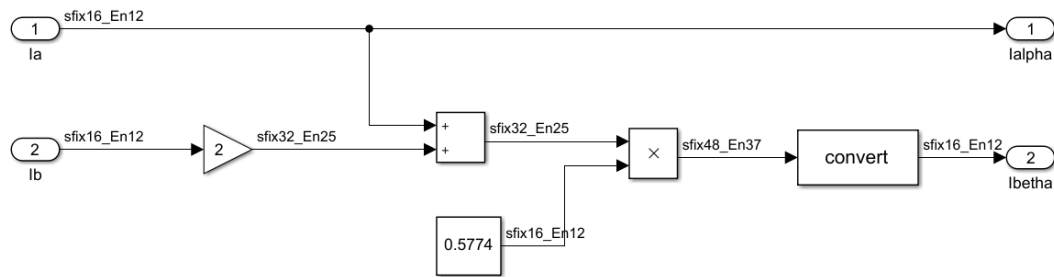 sfix16_En12
1
Ia
1
Ialpha
sfix16_En12
2
Ib
2
sfix32_En25
+
+
sfix32_En25
×
sfix48_En37
convert
sfix16_En12
2
Ibetha
0.5774
sfix16_En12